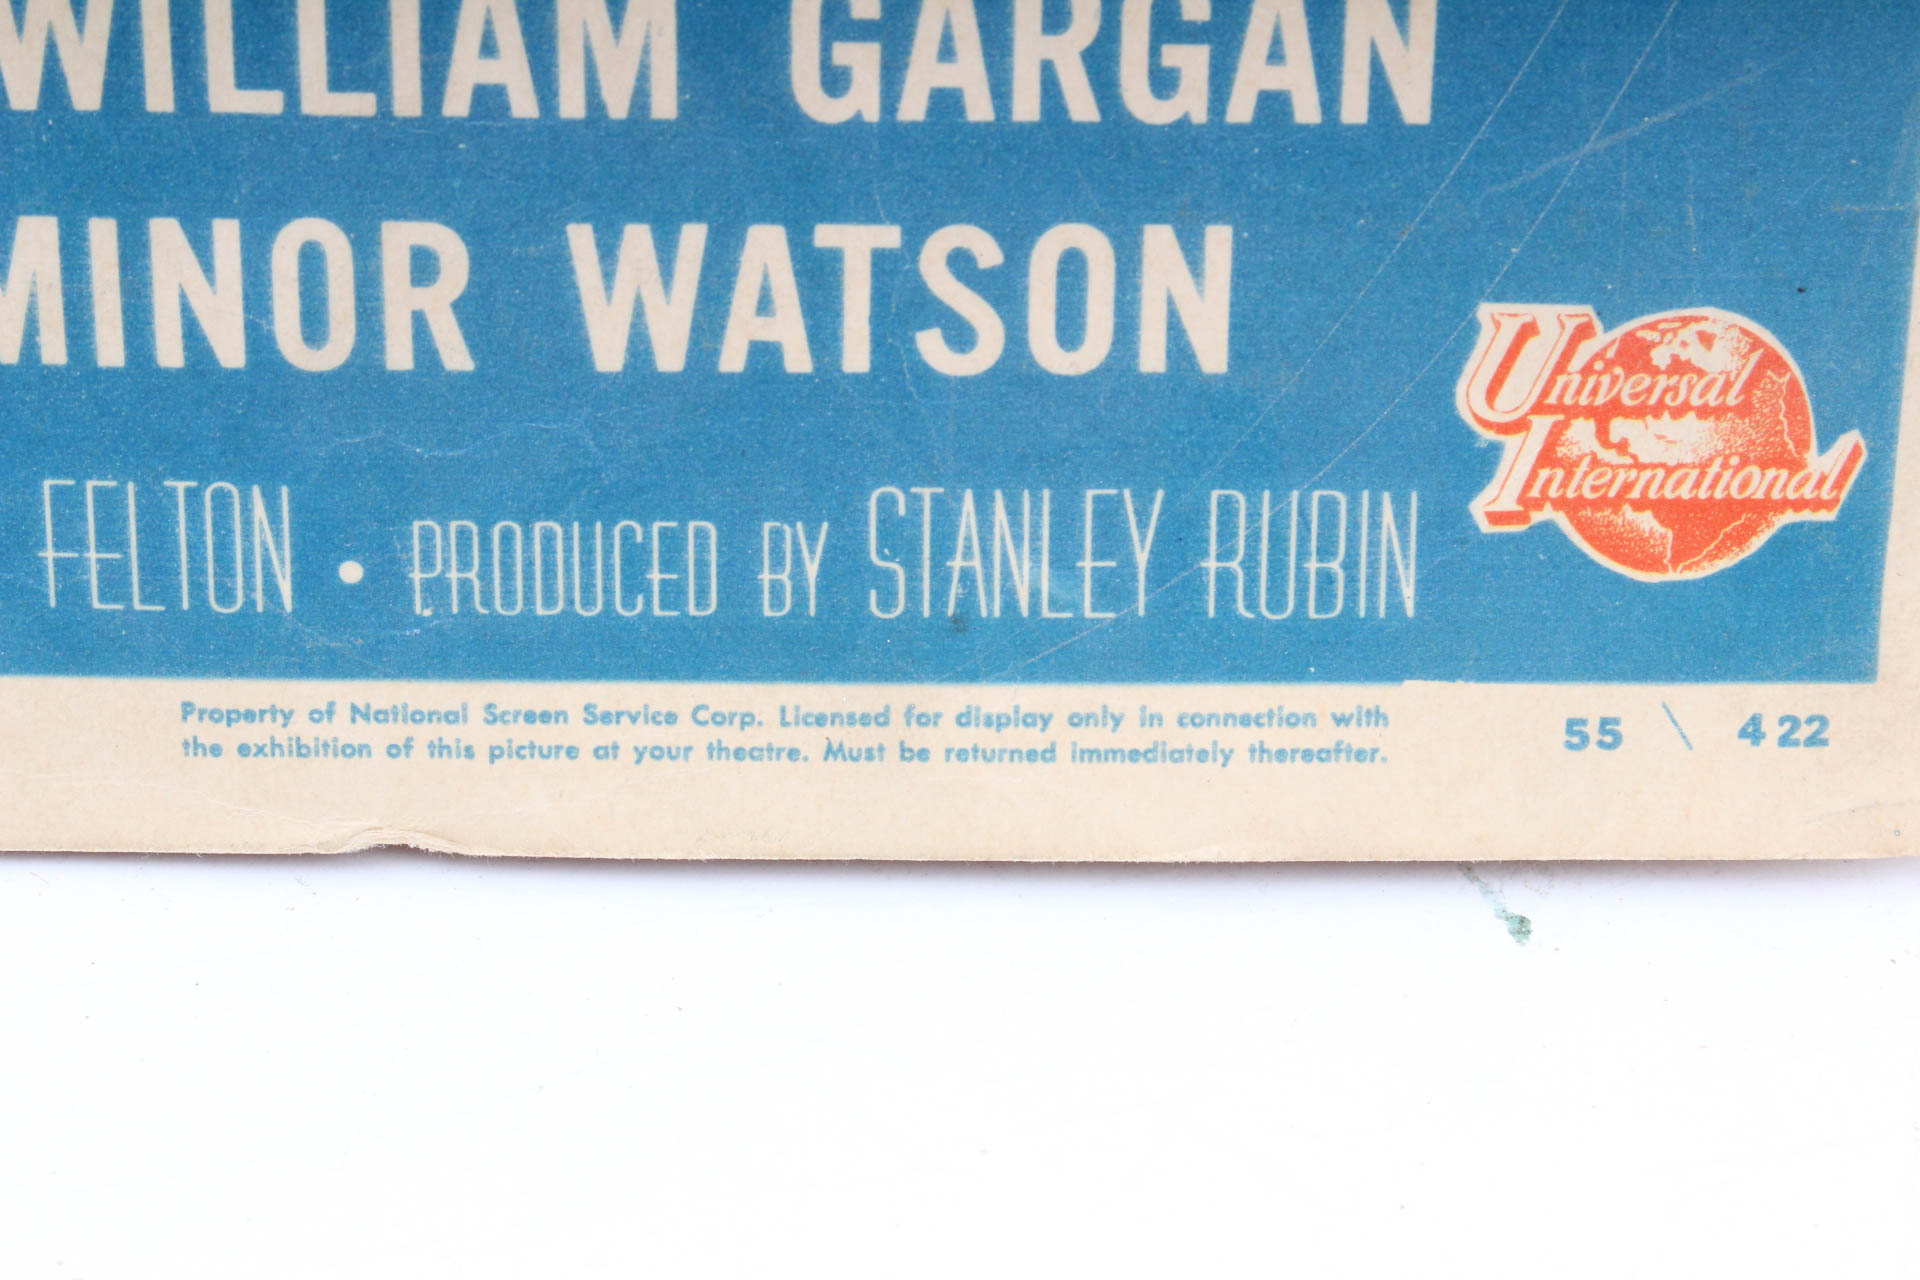 WILLIAM GARGAN
MINOR WATSON
FELTON • PRODUCED BY STANLEY RUBIN
Universal
International
Property of National Screen Service Corp. Licensed for display only in connection with
the exhibition of this picture at your theatre. Must be returned immediately thereafter.
55 \ 422